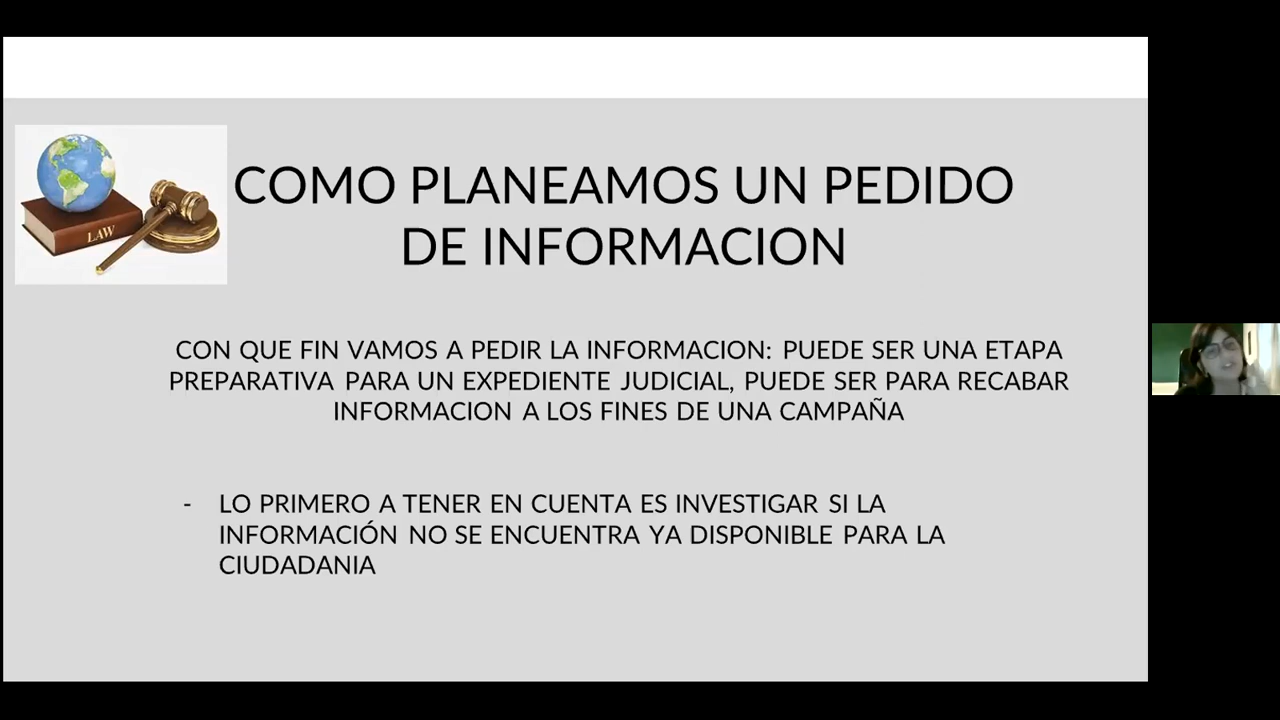 LAW
COMO PLANEAMOS UN PEDIDO
DE INFORMACION
CON QUE FIN VAMOS A PEDIR LA INFORMACION: PUEDE SER UNA ETAPA
PREPARATIVA PARA UN EXPEDIENTE JUDICIAL, PUEDE SER PARA RECABAR
INFORMACION A LOS FINES DE UNA CAMPAÑA
- LO PRIMERO A TENER EN CUENTA ES INVESTIGAR SI LA
INFORMACIÓN NO SE ENCUENTRA YA DISPONIBLE PARA LA
CIUDADANIA